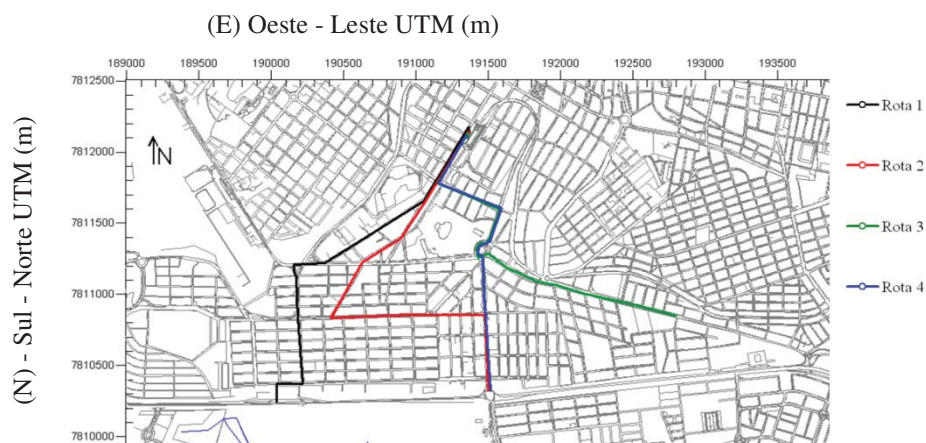 (E) Oeste - Leste UTM (m)
189000 189500 190000 190500 191000 191500 192000 192500 193000 193500
7812500
7812000
7811500
7811000
7810500
7810000
(N) - Sul - Norte UTM (m)
N
Rota 1
Rota 2
Rota 3
Rota 4